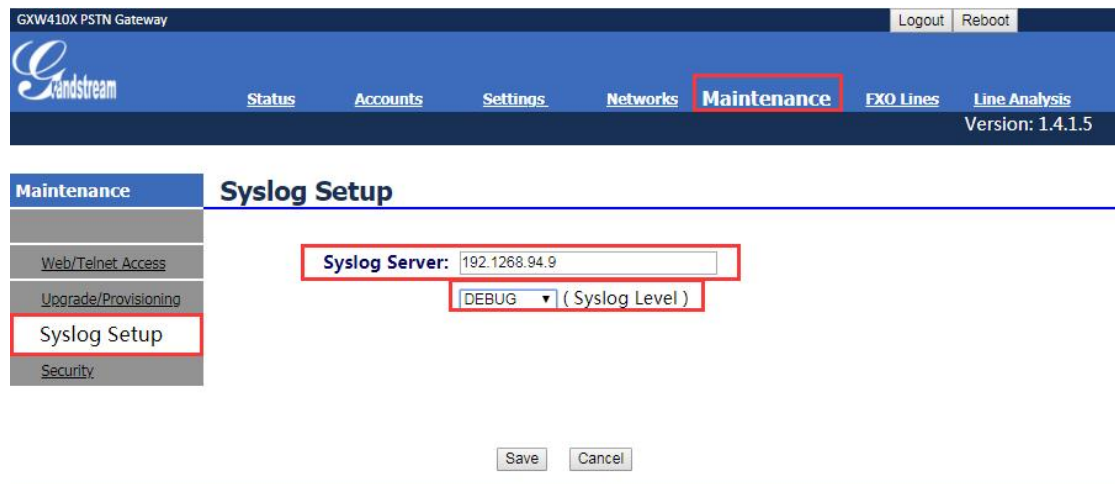 GXW410X PSTN Gateway
Logout Reboot
Grandstream
Status Accounts Settings Networks Maintenance FXO Lines Line Analysis
Version: 1.4.1.5
Maintenance
Syslog Setup
Web/Telnet Access
Upgrade/Provisioning
Syslog Setup
Security
Syslog Server: 192.1268.94.9
DEBUG ( Syslog Level )
Save Cancel